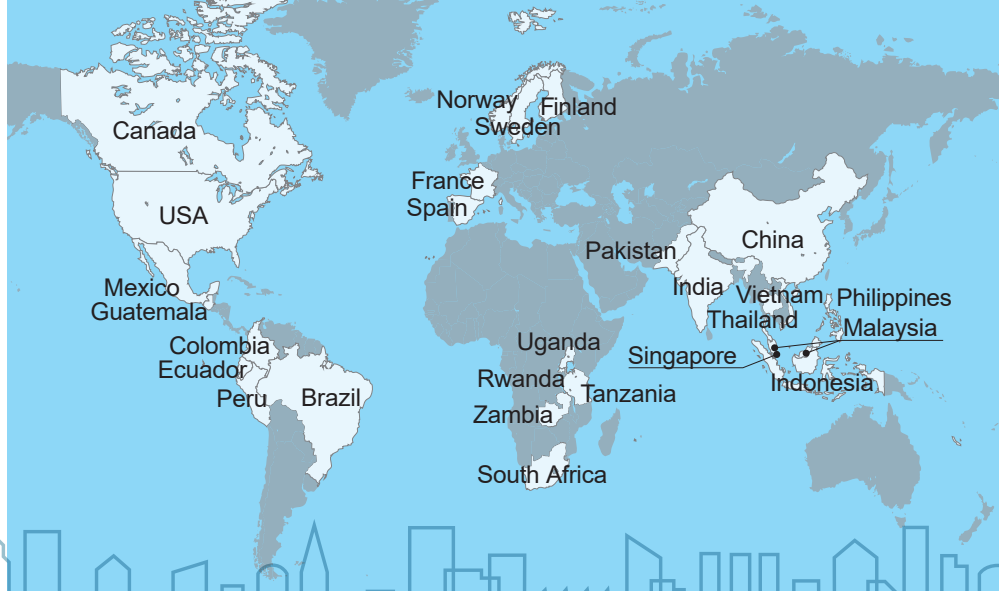 Canada
USA
Mexico
Guatemala
Colombia
Ecuador
Peru
Brazil
Norway
Finland
Sweden
France
Spain
Uganda
Rwanda
Tanzania
Zambia
South Africa
Pakistan
China
India
Vietnam
Philippines
Thailand
Malaysia
Singapore
Indonesia